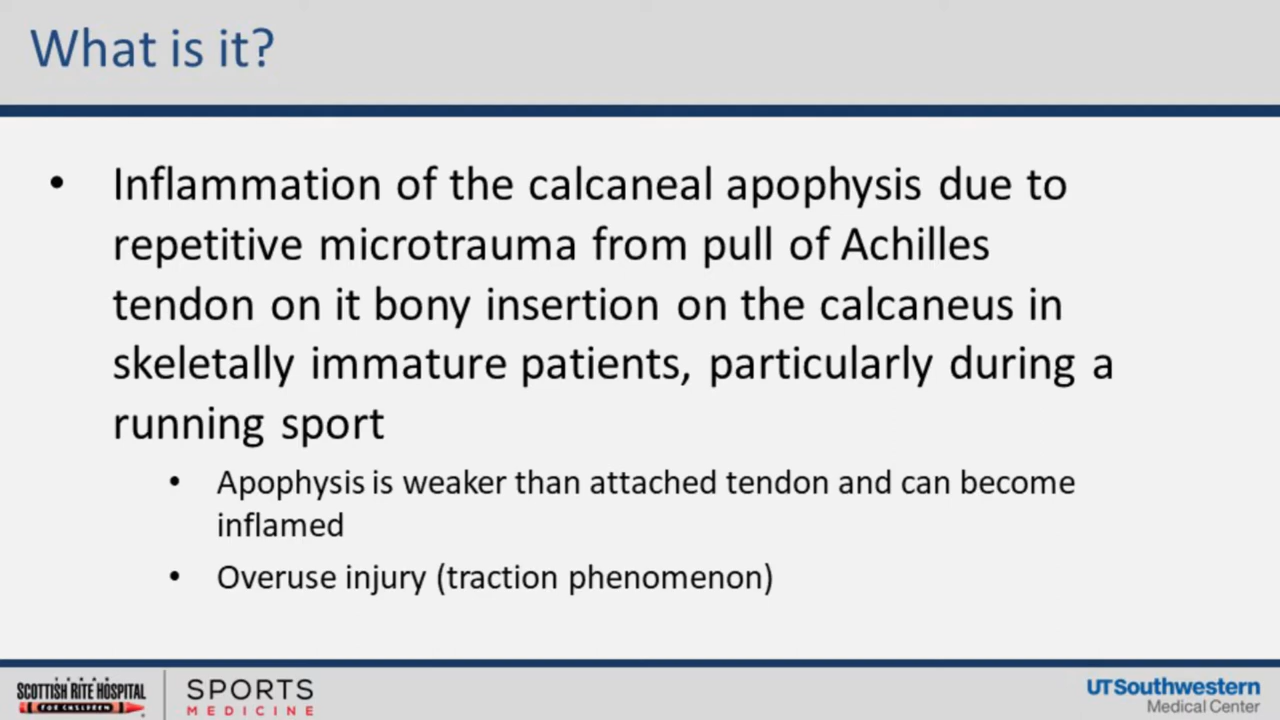 What is it?
• Inflammation of the calcaneal apophysis due to
repetitive microtrauma from pull of Achilles
tendon on it bony insertion on the calcaneus in
skeletally immature patients, particularly during a
running sport
• Apophysis is weaker than attached tendon and can become
inflamed
• Overuse injury (traction phenomenon)
SCOTTISH RITE HOSPITAL
FOR CHILDREN
SPORTS
MEDICINE
UTSouthwestern
Medical Center